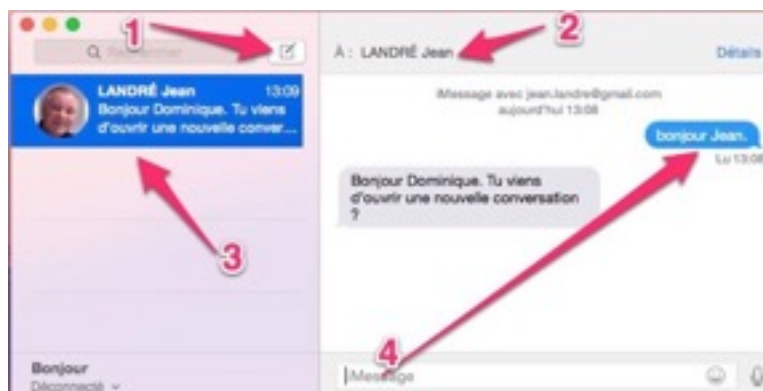 1
2
Rechercher
À : LANDRÉ Jean
Détails
LANDRÉ Jean 13:09
Bonjour Dominique. Tu viens
d'ouvrir une nouvelle conver...
iMessage avec jean.landre@gmail.com
aujourd'hui 13:08
bonjour Jean.
Lu 13:08
Bonjour Dominique. Tu viens
d'ouvrir une nouvelle conversation
?
3
4
Bonjour
Déconnecté
iMessage